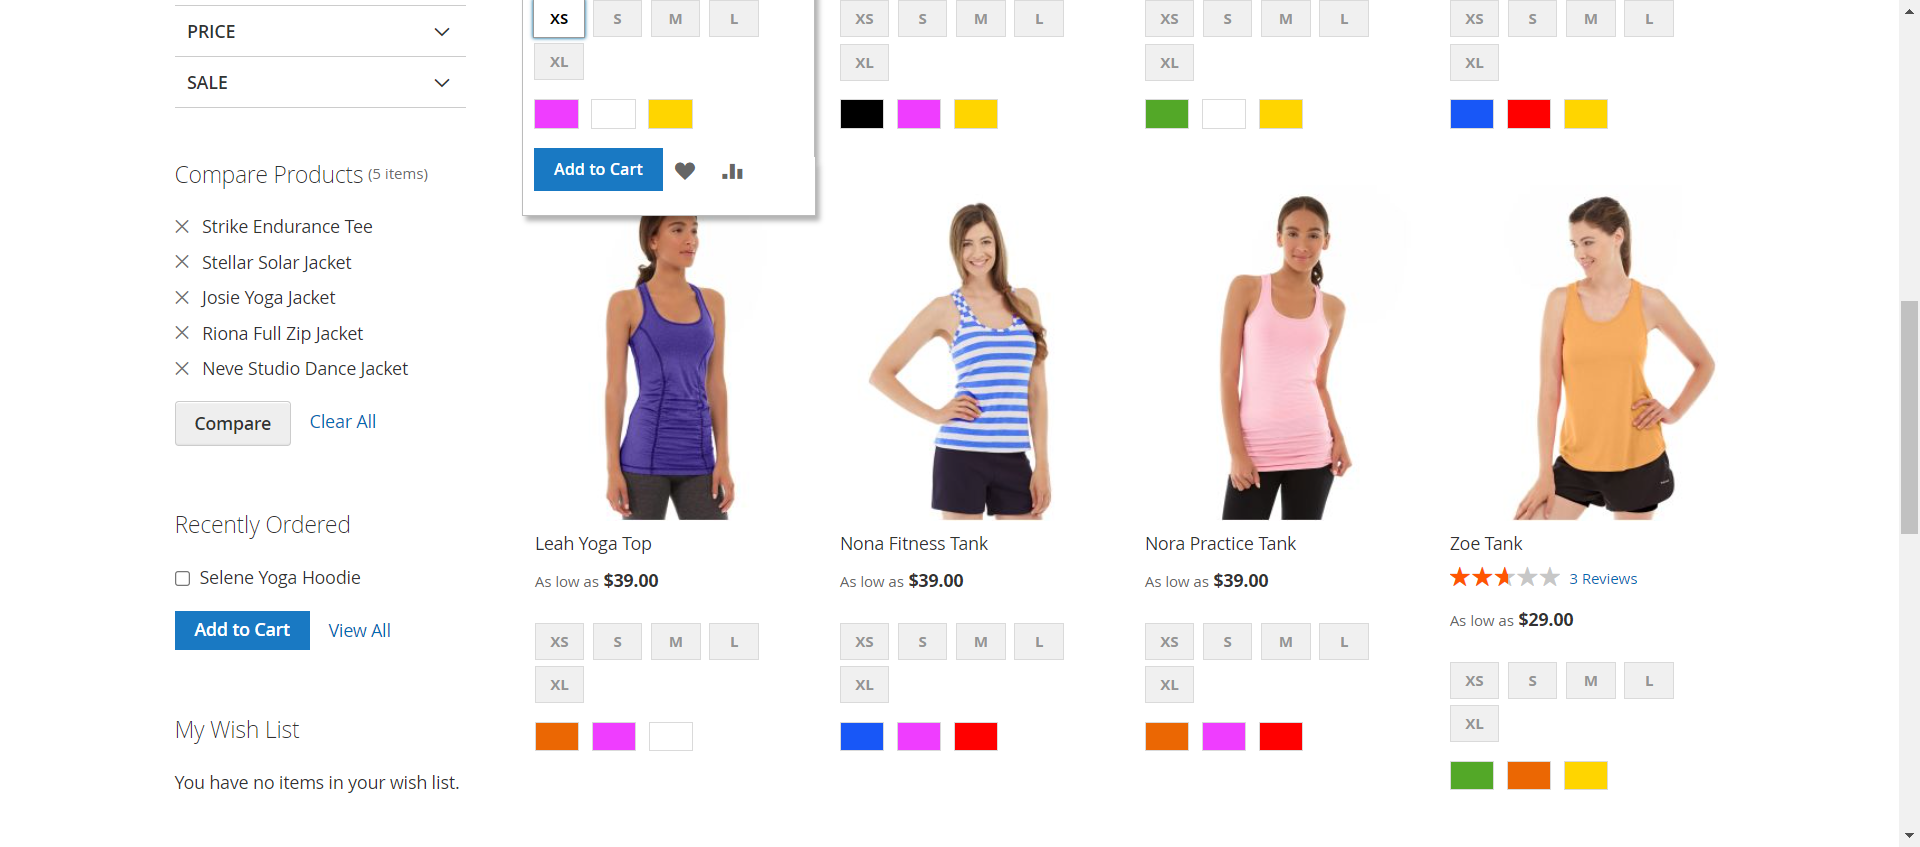 PRICE
SALE
Compare Products (5 items)
Strike Endurance Tee
Stellar Solar Jacket
Josie Yoga Jacket
Riona Full Zip Jacket
Neve Studio Dance Jacket
Compare Clear All
Recently Ordered
Selene Yoga Hoodie
Add to Cart View All
My Wish List
You have no items in your wish list.
XS S M L
XL
Add to Cart
XS S M L
XL
XS S M L
XL
XS S M L
XL
Leah Yoga Top
As low as $39.00
XS S M L
XL
Nona Fitness Tank
As low as $39.00
XS S M L
XL
Nora Practice Tank
As low as $39.00
XS S M L
XL
Zoe Tank
3 Reviews
As low as $29.00
XS S M L
XL